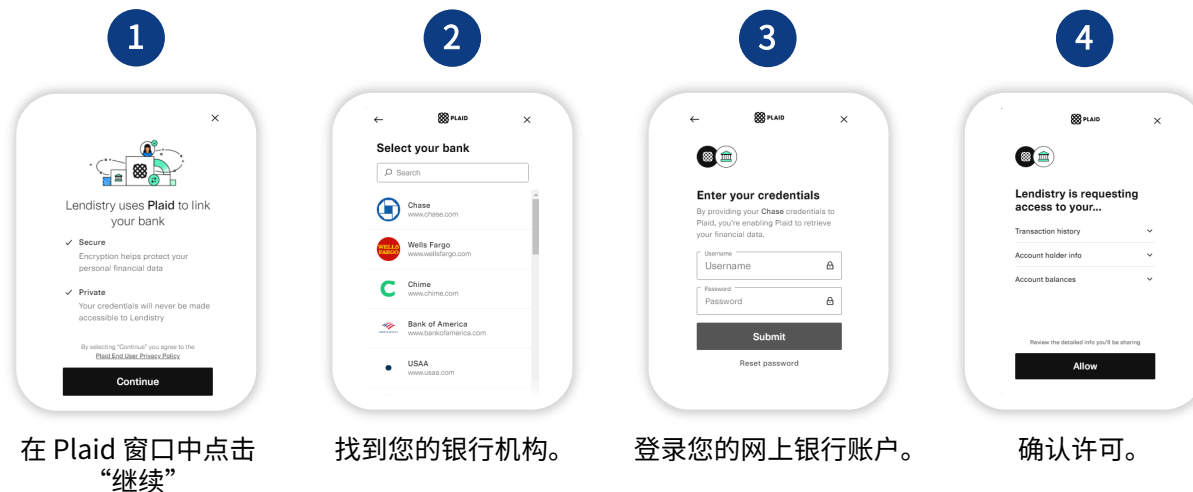 1
Lendistry uses Plaid to link
your bank
Secure
Encryption helps protect your
personal financial data
Private
Your credentials will never be made
accessible to Lendistry
By selecting "Continue" you agree to the
Plaid End User Privacy Policy
Continue
在 Plaid 窗口中点击
“继续”
2
PLAID
Select your bank
Search
Chase
www.chase.com
WELLS
FARGO
Wells Fargo
www.wellsfargo.com
Chime
www.chime.com
Bank of America
www.bankofamerica.com
USAA
www.usaa.com
找到您的银行机构。
3
PLAID
Enter your credentials
By providing your Chase credentials to
Plaid, you're enabling Plaid to retrieve
your financial data.
Username
Username
Password
Password
Submit
Reset password
登录您的网上银行账户。
4
PLAID
Lendistry is requesting
access to your...
Transaction history
Account holder info
Account balances
Review the detailed info you'll be sharing
Allow
确认许可。